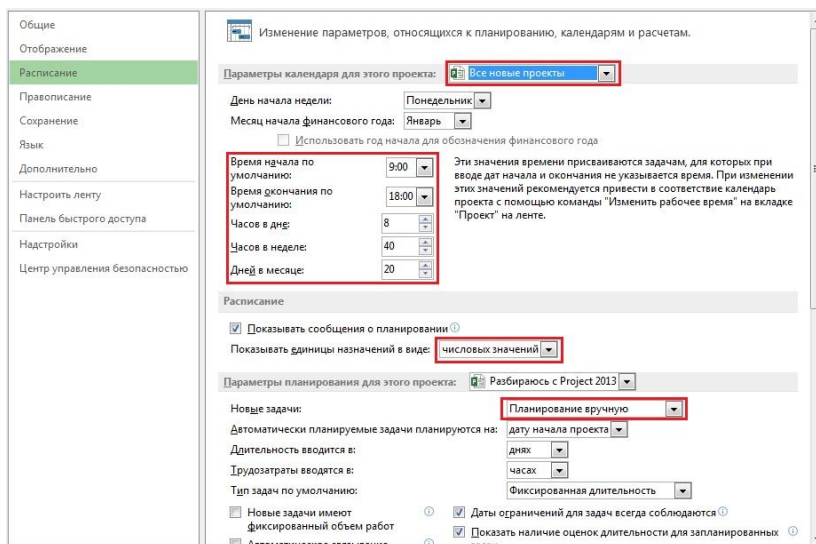 Общие
Отображение
Расписание
Правописание
Сохранение
Язык
Дополнительно
Настроить ленту
Панель быстрого доступа
Надстройки
Центр управления безопасностью
Изменение параметров, относящихся к планированию, календарям и расчетам.
Параметры календаря для этого проекта: Все новые проекты
День начала недели: Понедельник
Месяц начала финансового года: Январь
Использовать год начала для обозначения финансового года
Время начала по
умолчанию: 9:00
Время окончания по
умолчанию: 18:00
Часов в дне: 8
Часов в неделе: 40
Дней в месяце: 20
Эти значения времени присваиваются задачам, для которых при
вводе дат начала и окончания не указывается время. При изменении
этих значений рекомендуется привести в соответствие календарь
проекта с помощью команды "Изменить рабочее время" на вкладке
"Проект" на ленте.
Расписание
Показывать сообщения о планировании
Показывать единицы назначений в виде: числовых значений
Параметры планирования для этого проекта: Разбираюсь с Project 2013
Новые задачи: Планирование вручную
Автоматически планируемые задачи планируются на: дату начала проекта
Длительность вводится в: днях
Трудозатраты вводятся в: часах
Тип задач по умолчанию: Фиксированная длительность
Новые задачи имеют
фиксированный объем работ
Даты ограничений для задач всегда соблюдаются
Показать наличие оценок длительности для запланированных